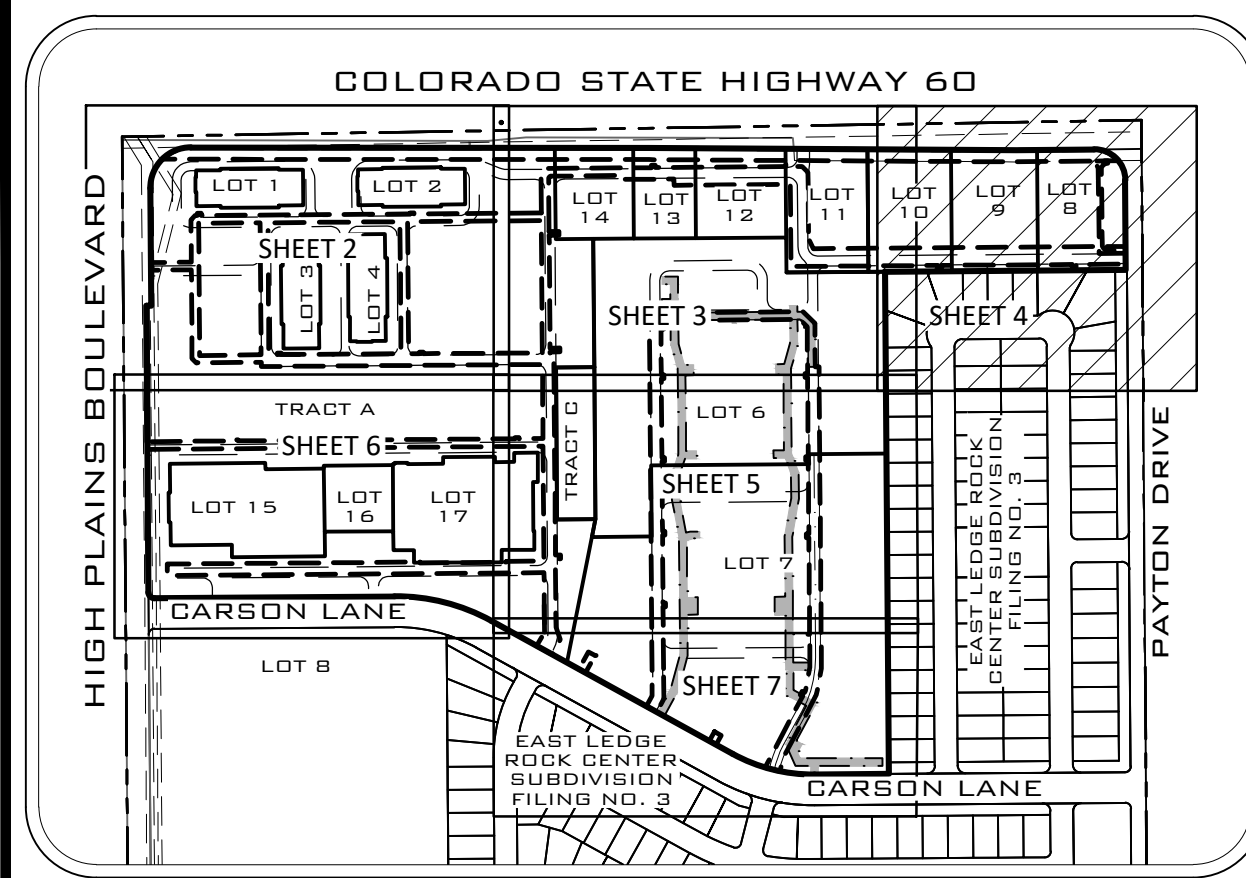 COLORADO STATE HIGHWAY 60
HIGH PLAINS BOULEVARD
LOT 1
LOT 2
SHEET 2
LOT 3
LOT 4
LOT
14
LOT
13
LOT
12
LOT
11
LOT
10
LOT
9
LOT
8
SHEET 3
SHEET 4
TRACT A
SHEET 6
TRACT C
LOT 6
LOT 15
LOT
16
LOT
17
SHEET 5
LOT 7
EAST LEDGE ROCK
CENTER SUBDIVISION
FILING NO. 3
PAYTON DRIVE
CARSON LANE
LOT 8
SHEET 7
EAST LEDGE
ROCK CENTER
SUBDIVISION
FILING NO. 3
CARSON LANE